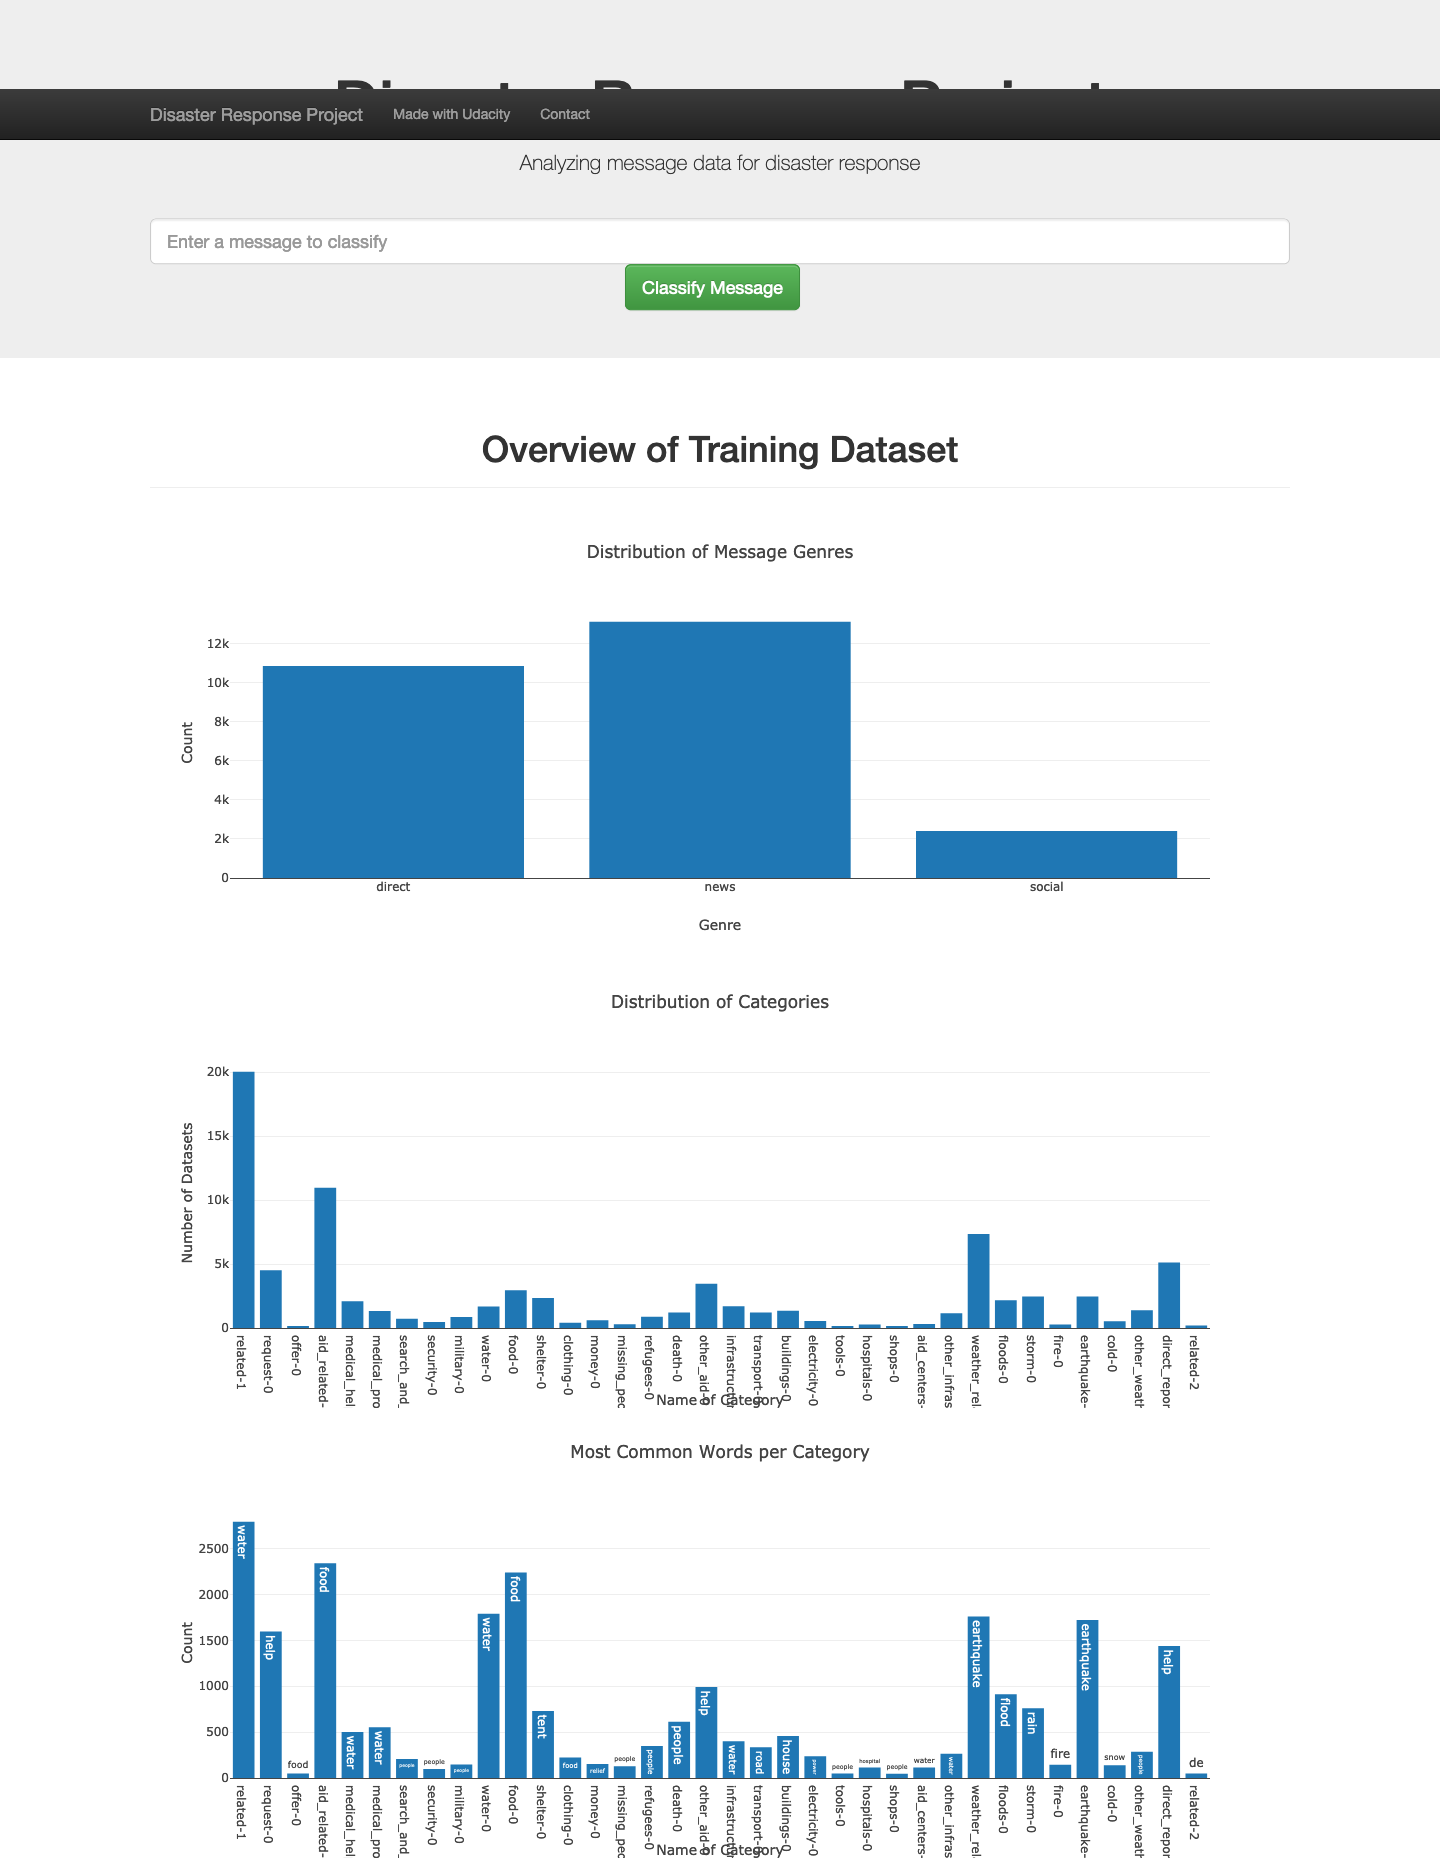 Disaster Response Project
Disaster Response Project Made with Udacity Contact
Analyzing message data for disaster response
Enter a message to classify
Classify Message
Overview of Training Dataset
Distribution of Message Genres
12k
10k
8k
6k
4k
2k
0
Count
direct news social
Genre
Distribution of Categories
20k
15k
10k
5k
0
Number of Datasets
related-1 request-0 offer-0 aid_related- medical_hel medical_pro search_and_ security-0 military-0 water-0 food-0 shelter-0 clothing-0 money-0 missing_peo refugees-0 death-0 other_aid-0 infrastructur transport-0 buildings-0 electricity-0 tools-0 hospitals-0 shops-0 aid_centers- other_infras weather_rel floods-0 storm-0 fire-0 earthquake- cold-0 other_weath direct_repor related-2
Name of Category
Most Common Words per Category
2500
2000
1500
1000
500
0
Count
water help food food water water people people people water food tent food relief people people people help water road house power people hospital people water water earthquake flood rain fire earthquake snow people help de
related-1 request-0 offer-0 aid_related- medical_hel medical_pro search_and_ security-0 military-0 water-0 food-0 shelter-0 clothing-0 money-0 missing_peo refugees-0 death-0 other_aid-0 infrastructur transport-0 buildings-0 electricity-0 tools-0 hospitals-0 shops-0 aid_centers- other_infras weather_rel floods-0 storm-0 fire-0 earthquake- cold-0 other_weath direct_repor related-2
Name of Category